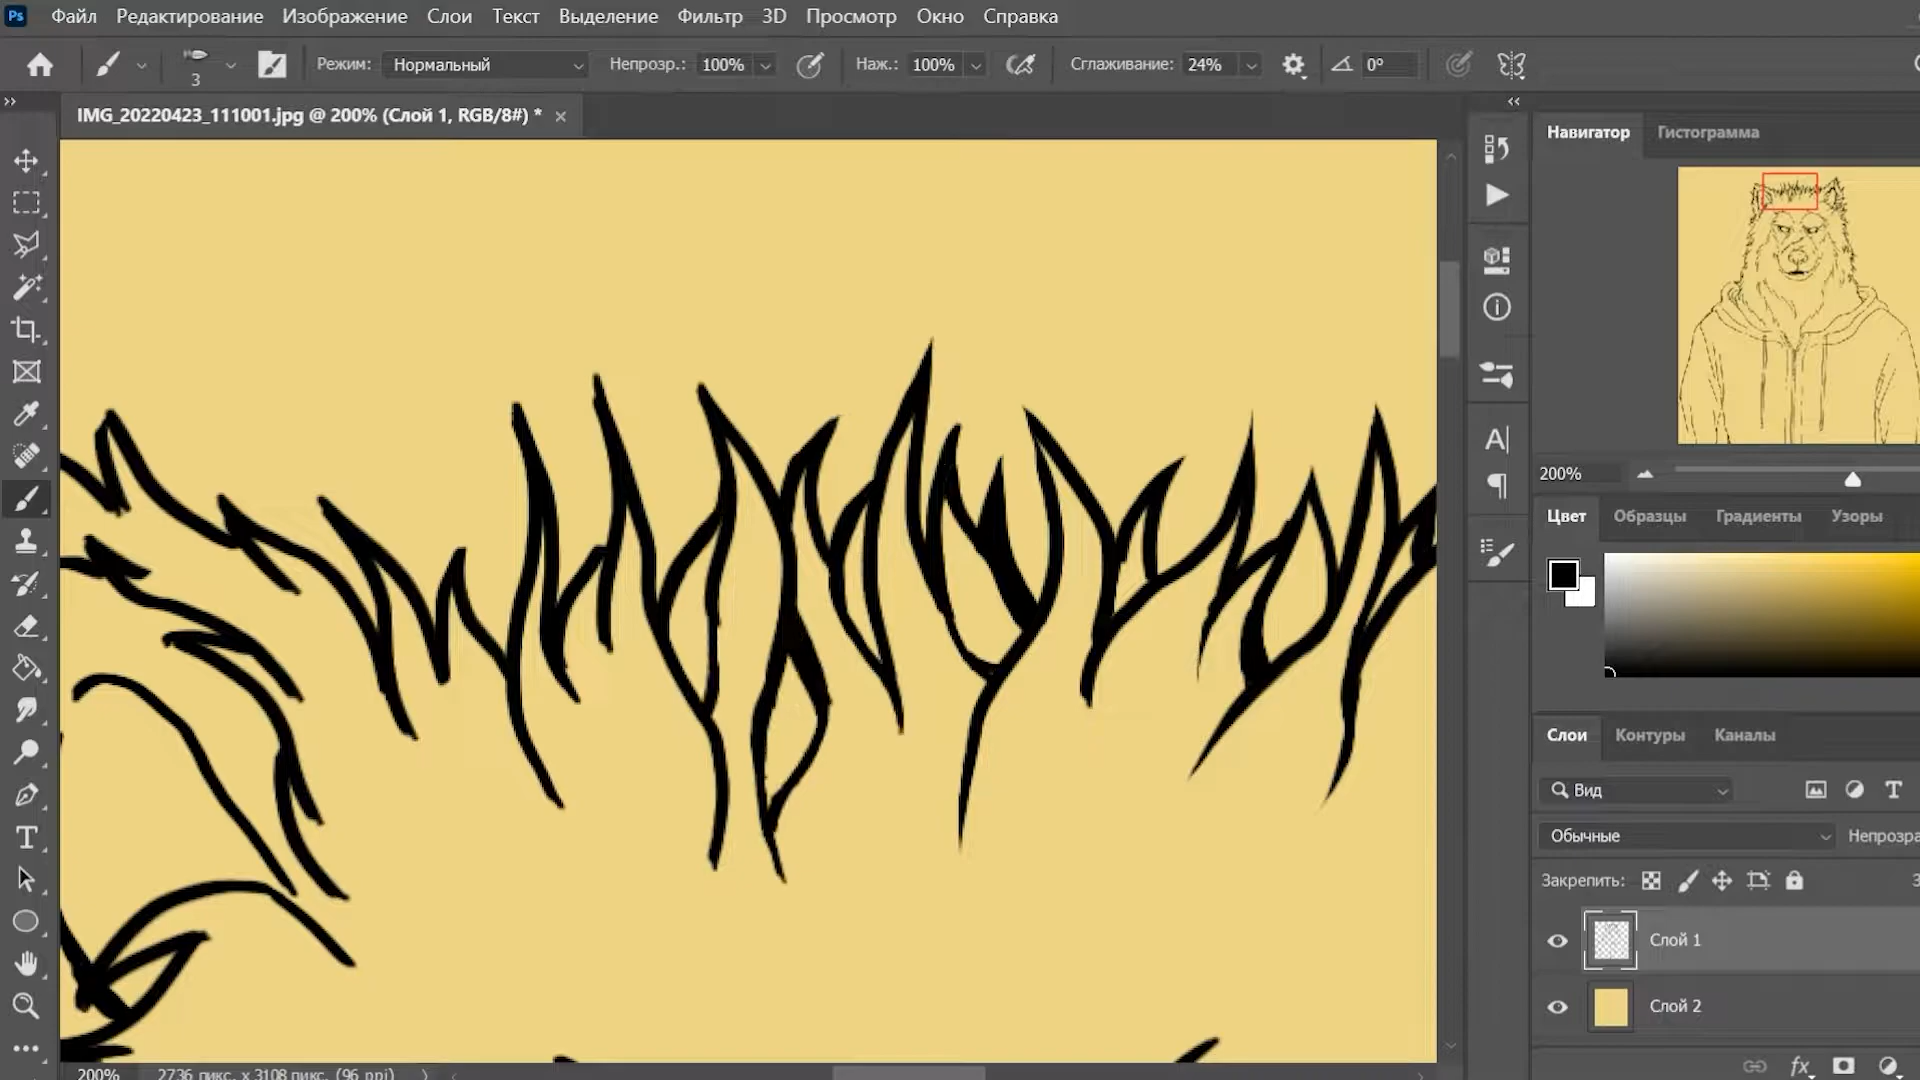 Ps Файл Редактирование Изображение Слои Текст Выделение Фильтр 3D Просмотр Окно Справка
3 Режим: Нормальный Непрозр.: 100% Наж.: 100% Сглаживание: 24% 0°
IMG_20220423_111001.jpg @ 200% (Слой 1, RGB/8#) *
Навигатор Гистограмма
200%
Цвет Образцы Градиенты Узоры
Слои Контуры Каналы
Вид
Обычные Непрозра
Закрепить: З
Слой 1
Слой 2
fx
200% 2736 пикс. x 3108 пикс. (96 ppi)